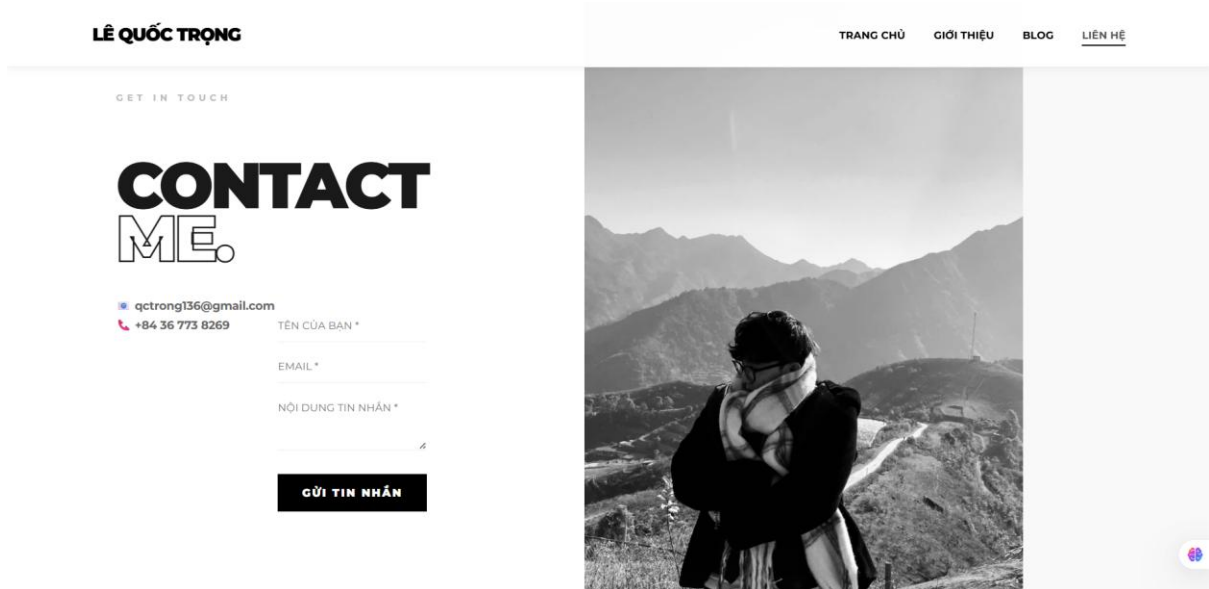 LÊ QUỐC TRỌNG
TRANG CHỦ GIỚI THIỆU BLOG LIÊN HỆ
GET IN TOUCH
CONTACT
ME.
qctrong136@gmail.com
+84 36 773 8269
TÊN CỦA BẠN *
EMAIL *
NỘI DUNG TIN NHẮN *
GỬI TIN NHẮN